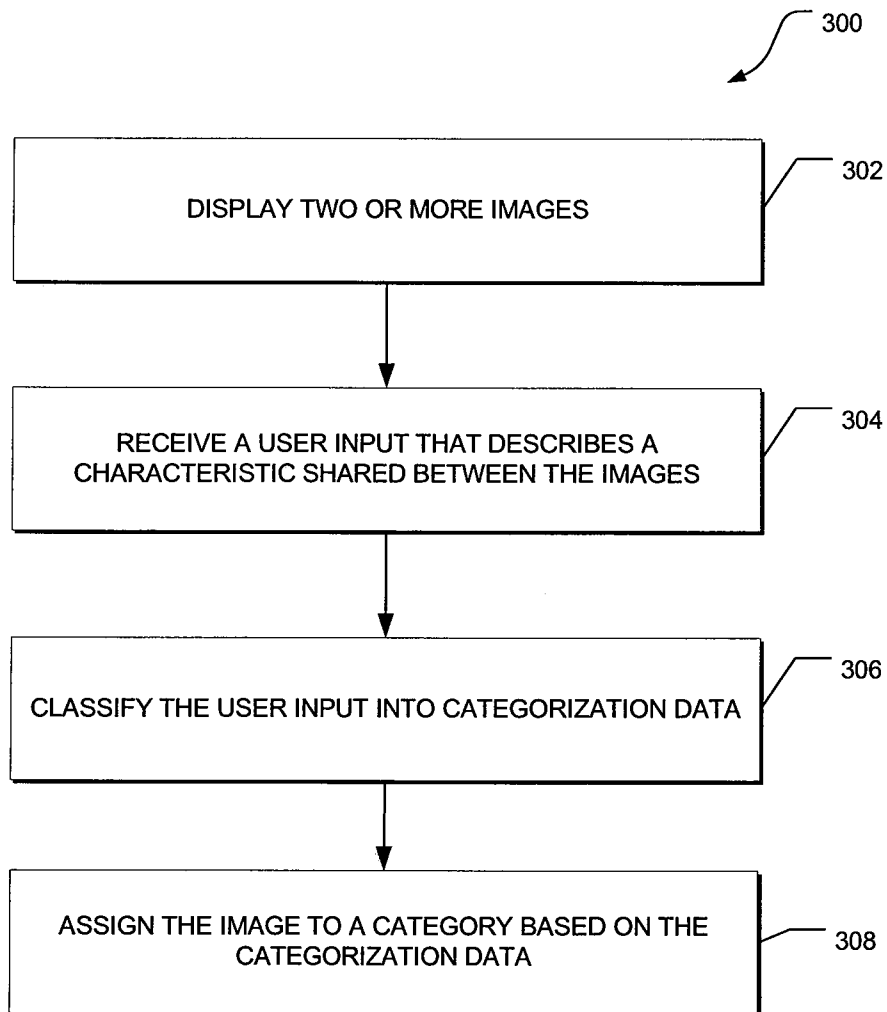 300
DISPLAY TWO OR MORE IMAGES
302
RECEIVE A USER INPUT THAT DESCRIBES A
CHARACTERISTIC SHARED BETWEEN THE IMAGES
304
CLASSIFY THE USER INPUT INTO CATEGORIZATION DATA
306
ASSIGN THE IMAGE TO A CATEGORY BASED ON THE
CATEGORIZATION DATA
308